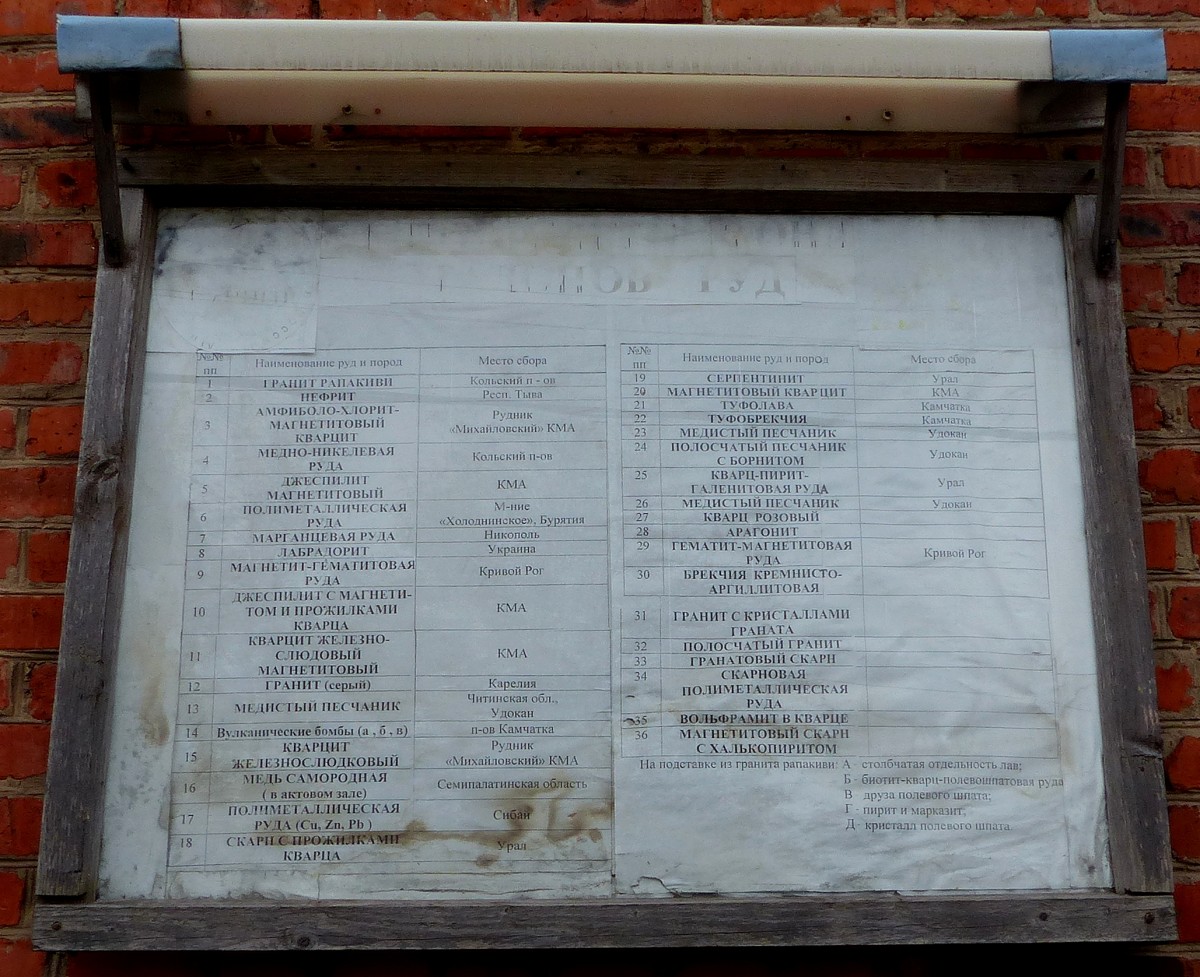 РУД
№№ пп Наименование руд и пород Место сбора
1 ГРАНИТ РАПАКИВИ Кольский п - ов
2 НЕФРИТ Респ. Тыва
3 АМФИБОЛО-ХЛОРИТ-
МАГНЕТИТОВЫЙ
КВАРЦИТ
Рудник
«Михайловский» КМА
4 МЕДНО-НИКЕЛЕВАЯ
РУДА
Кольский п-ов
5 ДЖЕСПИЛИТ
МАГНЕТИТОВЫЙ
КМА
6 ПОЛИМЕТАЛЛИЧЕСКАЯ
РУДА
М-ние
«Холоднинское», Бурятия
7 МАРГАНЦЕВАЯ РУДА Никополь
8 ЛАБРАДОРИТ Украина
9 МАГНЕТИТ-ГЕМАТИТОВАЯ
РУДА
Кривой Рог
10 ДЖЕСПИЛИТ С МАГНЕТИ-
ТОМ И ПРОЖИЛКАМИ
КВАРЦА
КМА
11 КВАРЦИТ ЖЕЛЕЗНО-
СЛЮДОВЫЙ
МАГНЕТИТОВЫЙ
КМА
12 ГРАНИТ (серый) Карелия
13 МЕДИСТЫЙ ПЕСЧАНИК
Читинская обл.,
Удокан
14 Вулканические бомбы (а , б , в) п-ов Камчатка
15 КВАРЦИТ
ЖЕЛЕЗНОСЛЮДКОВЫЙ
Рудник
«Михайловский» КМА
16 МЕДЬ САМОРОДНАЯ
( в актовом зале)
Семипалатинская область
17 ПОЛИМЕТАЛЛИЧЕСКАЯ
РУДА (Cu, Zn, Pb )
Сибай
18 СКАРН С ПРОЖИЛКАМИ
КВАРЦА
Урал
№№ пп Наименование руд и пород Место сбора
19 СЕРПЕНТИНИТ Урал
20 МАГНЕТИТОВЫЙ КВАРЦИТ КМА
21 ТУФОЛАВА Камчатка
22 ТУФОБРЕКЧИЯ Камчатка
23 МЕДИСТЫЙ ПЕСЧАНИК Удокан
24 ПОЛОСЧАТЫЙ ПЕСЧАНИК
С БОРНИТОМ
Удокан
25 КВАРЦ-ПИРИТ-
ГАЛЕНИТОВАЯ РУДА
Урал
26 МЕДИСТЫЙ ПЕСЧАНИК Удокан
27 КВАРЦ РОЗОВЫЙ
28 АРАГОНИТ
29 ГЕМАТИТ-МАГНЕТИТОВАЯ
РУДА
Кривой Рог
30 БРЕКЧИЯ КРЕМНИСТО-
АРГИЛЛИТОВАЯ
31 ГРАНИТ С КРИСТАЛЛАМИ
ГРАНАТА
32 ПОЛОСЧАТЫЙ ГРАНИТ
33 ГРАНАТОВЫЙ СКАРН
34 СКАРНОВАЯ
ПОЛИМЕТАЛЛИЧЕСКАЯ
РУДА
35 ВОЛЬФРАМИТ В КВАРЦЕ
36 МАГНЕТИТОВЫЙ СКАРН
С ХАЛЬКОПИРИТОМ
На подставке из гранита рапакиви: А - столбчатая отдельность лав;
Б - биотит-кварц-полевошпатовая руда
В - друза полевого шпата;
Г - пирит и марказит;
Д - кристалл полевого шпата